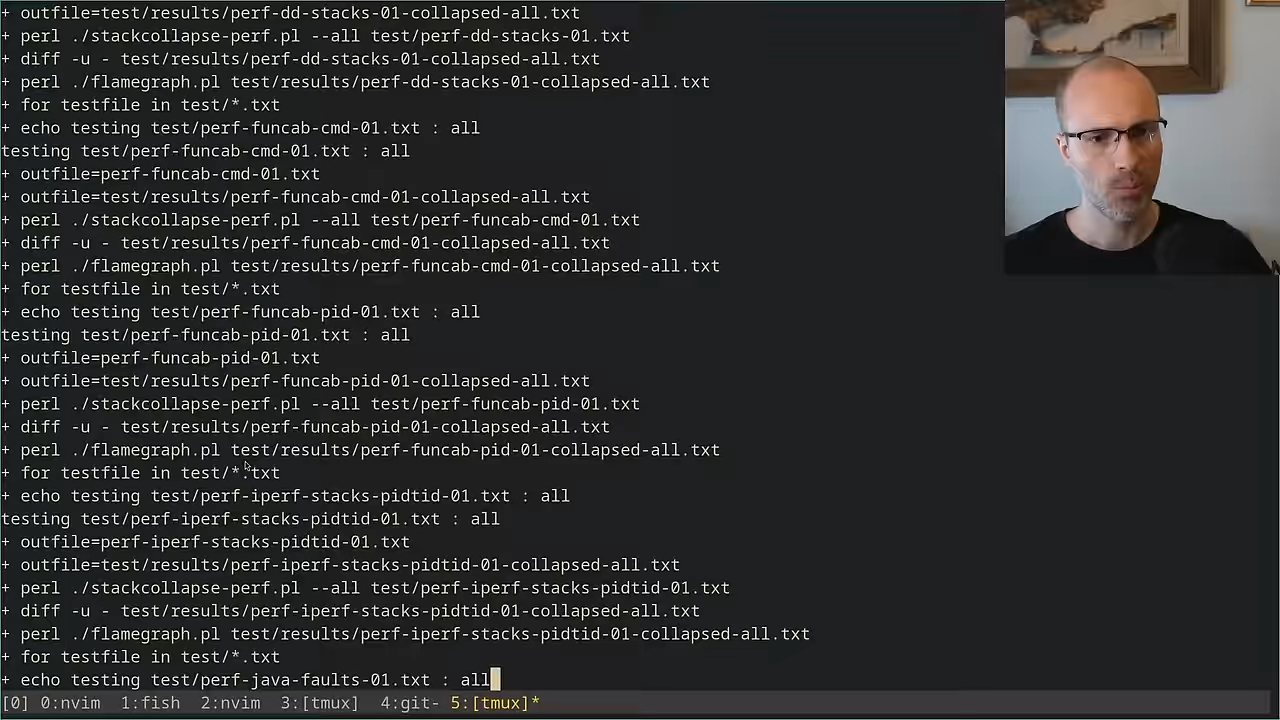 + outfile=test/results/perf-dd-stacks-01-collapsed-all.txt
+ perl ./stackcollapse-perf.pl --all test/perf-dd-stacks-01.txt
+ diff -u - test/results/perf-dd-stacks-01-collapsed-all.txt
+ perl ./flamegraph.pl test/results/perf-dd-stacks-01-collapsed-all.txt
+ for testfile in test/*.txt
+ echo testing test/perf-funcab-cmd-01.txt : all
testing test/perf-funcab-cmd-01.txt : all
+ outfile=perf-funcab-cmd-01.txt
+ outfile=test/results/perf-funcab-cmd-01-collapsed-all.txt
+ perl ./stackcollapse-perf.pl --all test/perf-funcab-cmd-01.txt
+ diff -u - test/results/perf-funcab-cmd-01-collapsed-all.txt
+ perl ./flamegraph.pl test/results/perf-funcab-cmd-01-collapsed-all.txt
+ for testfile in test/*.txt
+ echo testing test/perf-funcab-pid-01.txt : all
testing test/perf-funcab-pid-01.txt : all
+ outfile=perf-funcab-pid-01.txt
+ outfile=test/results/perf-funcab-pid-01-collapsed-all.txt
+ perl ./stackcollapse-perf.pl --all test/perf-funcab-pid-01.txt
+ diff -u - test/results/perf-funcab-pid-01-collapsed-all.txt
+ perl ./flamegraph.pl test/results/perf-funcab-pid-01-collapsed-all.txt
+ for testfile in test/*.txt
+ echo testing test/perf-iperf-stacks-pidtid-01.txt : all
testing test/perf-iperf-stacks-pidtid-01.txt : all
+ outfile=perf-iperf-stacks-pidtid-01.txt
+ outfile=test/results/perf-iperf-stacks-pidtid-01-collapsed-all.txt
+ perl ./stackcollapse-perf.pl --all test/perf-iperf-stacks-pidtid-01.txt
+ diff -u - test/results/perf-iperf-stacks-pidtid-01-collapsed-all.txt
+ perl ./flamegraph.pl test/results/perf-iperf-stacks-pidtid-01-collapsed-all.txt
+ for testfile in test/*.txt
+ echo testing test/perf-java-faults-01.txt : all
[0] 0:nvim  1:fish  2:nvim  3:[tmux]  4:git- 5:[tmux]*